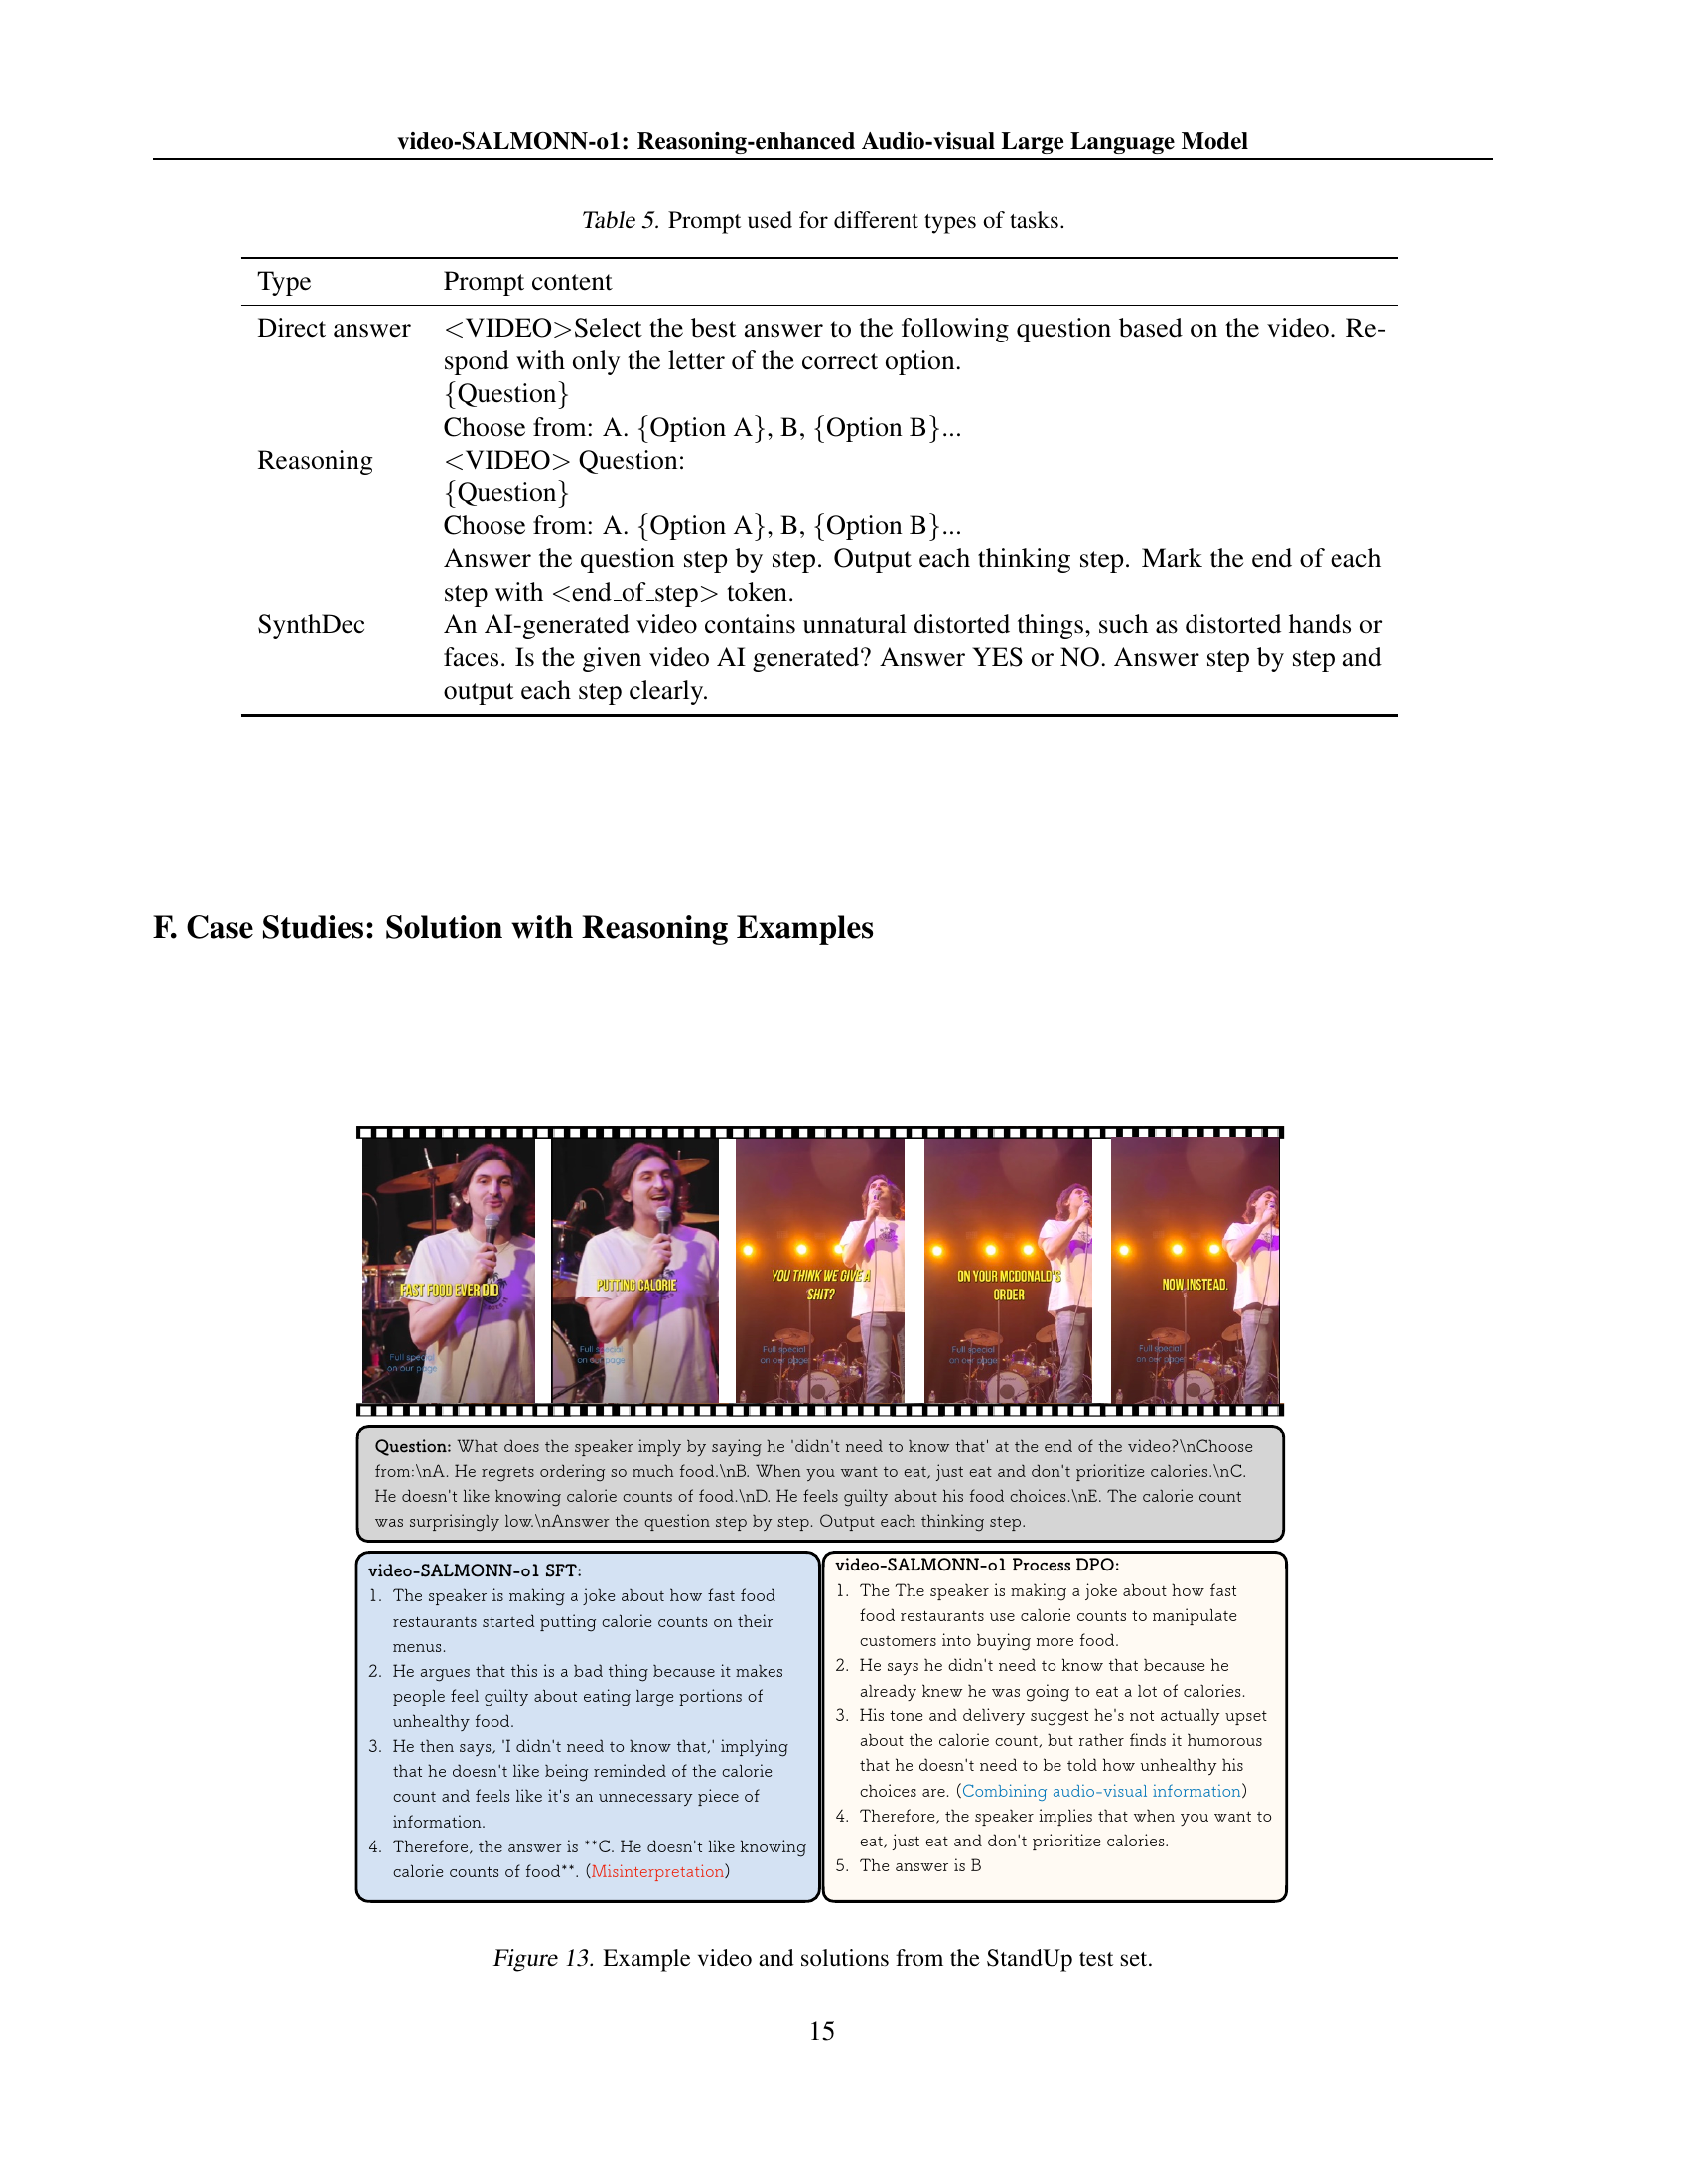 video-SALMONN-o1: Reasoning-enhanced Audio-visual Large Language Model
Table 5. Prompt used for different types of tasks.
Type Prompt content
Direct answer <VIDEO>Select the best answer to the following question based on the video. Re-
spond with only the letter of the correct option.
{Question}
Choose from: A. {Option A}, B, {Option B}...
Reasoning <VIDEO> Question:
{Question}
Choose from: A. {Option A}, B, {Option B}...
Answer the question step by step. Output each thinking step. Mark the end of each
step with <end_of_step> token.
SynthDec An AI-generated video contains unnatural distorted things, such as distorted hands or
faces. Is the given video AI generated? Answer YES or NO. Answer step by step and
output each step clearly.
F. Case Studies: Solution with Reasoning Examples
FAST FOOD EVER DID
Full special
on our page
PUTTING CALORIE
Full special
on our page
YOU THINK WE GIVE A
SHIT?
Full special
on our page
ON YOUR MCDONALD'S
ORDER
Full special
on our page
NOW INSTEAD.
Full special
on our page
Question: What does the speaker imply by saying he 'didn't need to know that' at the end of the video?\nChoose
from:\nA. He regrets ordering so much food.\nB. When you want to eat, just eat and don't prioritize calories.\nC.
He doesn't like knowing calorie counts of food.\nD. He feels guilty about his food choices.\nE. The calorie count
was surprisingly low.\nAnswer the question step by step. Output each thinking step.
video-SALMONN-o1 SFT:
1. The speaker is making a joke about how fast food
restaurants started putting calorie counts on their
menus.
2. He argues that this is a bad thing because it makes
people feel guilty about eating large portions of
unhealthy food.
3. He then says, 'I didn't need to know that,' implying
that he doesn't like being reminded of the calorie
count and feels like it's an unnecessary piece of
information.
4. Therefore, the answer is **C. He doesn't like knowing
calorie counts of food**. (Misinterpretation)
video-SALMONN-o1 Process DPO:
1. The The speaker is making a joke about how fast
food restaurants use calorie counts to manipulate
customers into buying more food.
2. He says he didn't need to know that because he
already knew he was going to eat a lot of calories.
3. His tone and delivery suggest he's not actually upset
about the calorie count, but rather finds it humorous
that he doesn't need to be told how unhealthy his
choices are. (Combining audio-visual information)
4. Therefore, the speaker implies that when you want to
eat, just eat and don't prioritize calories.
5. The answer is B
Figure 13. Example video and solutions from the StandUp test set.
15